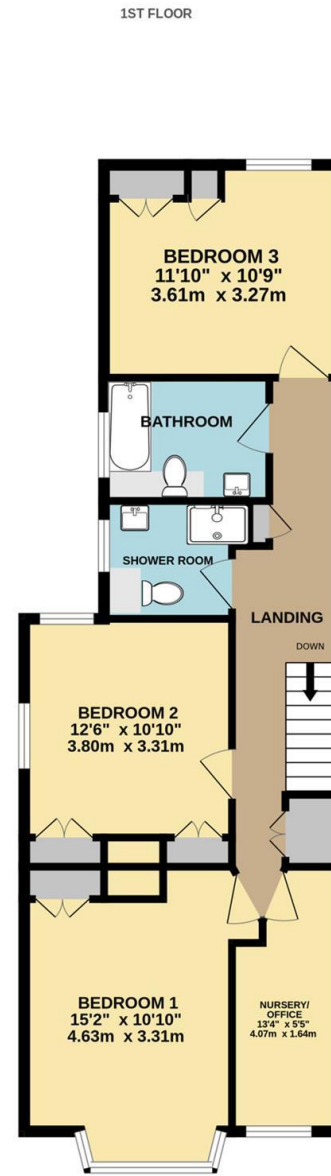 1ST FLOOR
BEDROOM 3
11'10" x 10'9"
3.61m x 3.27m
BATHROOM
SHOWER ROOM
LANDING
DOWN
BEDROOM 2
12'6" x 10'10"
3.80m x 3.31m
BEDROOM 1
15'2" x 10'10"
4.63m x 3.31m
NURSERY/
OFFICE
13'4" x 5'5"
4.07m x 1.64m